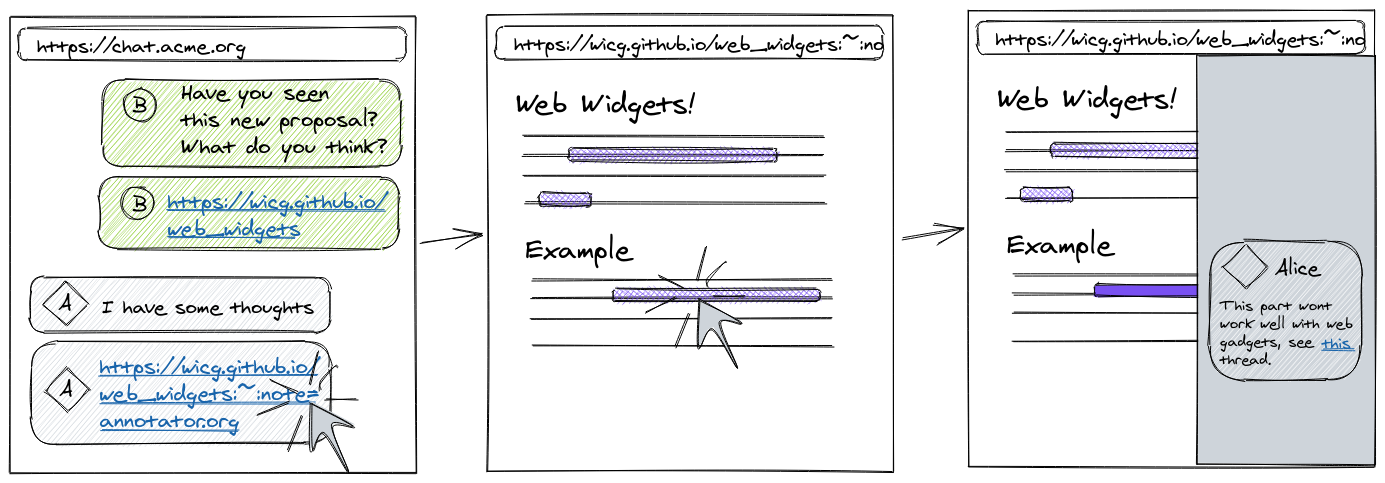 https://chat.acme.org
B
Have you seen
this new proposal?
What do you think?
B
https://wicg.github.io/
web_widgets
A
I have some thoughts
A
https://wicg.github.io/
web_widgets:~:note=
annotator.org
https://wicg.github.io/web_widgets:~:no
Web Widgets!
Example
https://wicg.github.io/web_widgets:~:no
Web Widgets!
Example
Alice
This part wont
work well with web
gadgets, see this
thread.